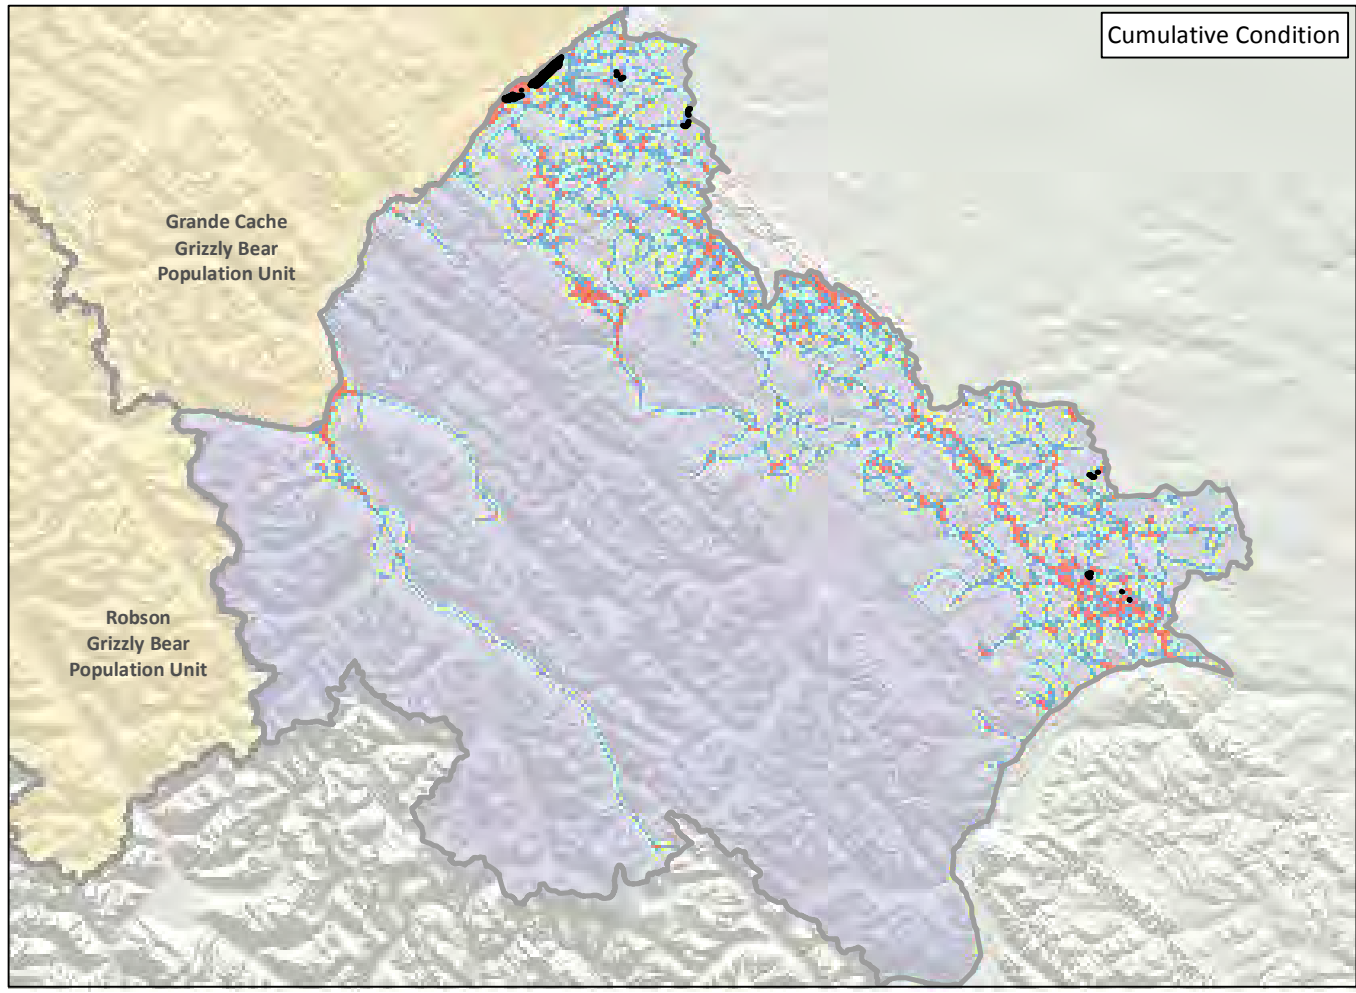 Cumulative Condition
Grande Cache
Grizzly Bear
Population Unit
Robson
Grizzly Bear
Population Unit